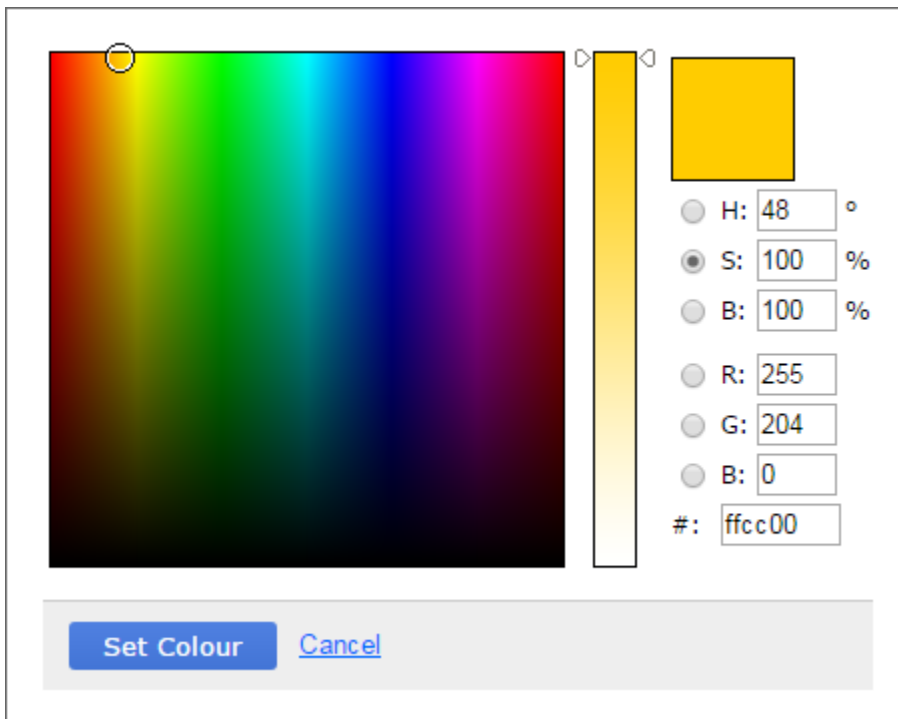 H: 48 °
S: 100 %
B: 100 %
R: 255
G: 204
B: 0
#: ffcc00
Set Colour Cancel